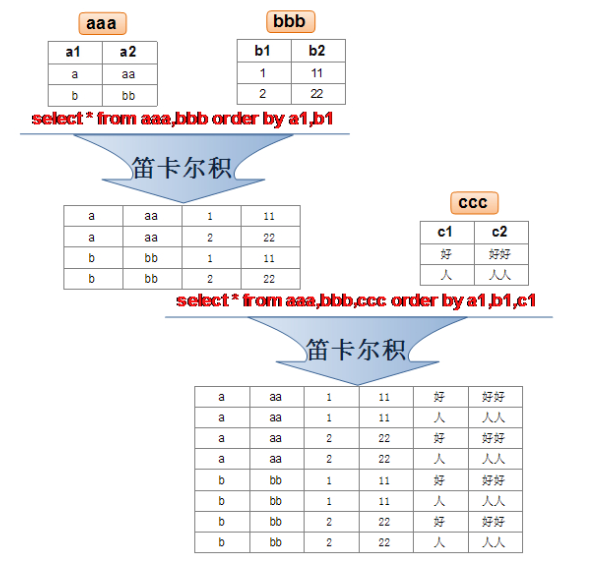 aaa
bbb
a1 a2
b1 b2
a aa
1 11
b bb
2 22
select * from aaa,bbb order by a1,b1
笛卡尔积
a aa 1 11
a aa 2 22
b bb 1 11
b bb 2 22
ccc
c1 c2
好 好好
人 人人
select * from aaa,bbb,ccc order by a1,b1,c1
笛卡尔积
a aa 1 11 好 好好
a aa 1 11 人 人人
a aa 2 22 好 好好
a aa 2 22 人 人人
b bb 1 11 好 好好
b bb 1 11 人 人人
b bb 2 22 好 好好
b bb 2 22 人 人人